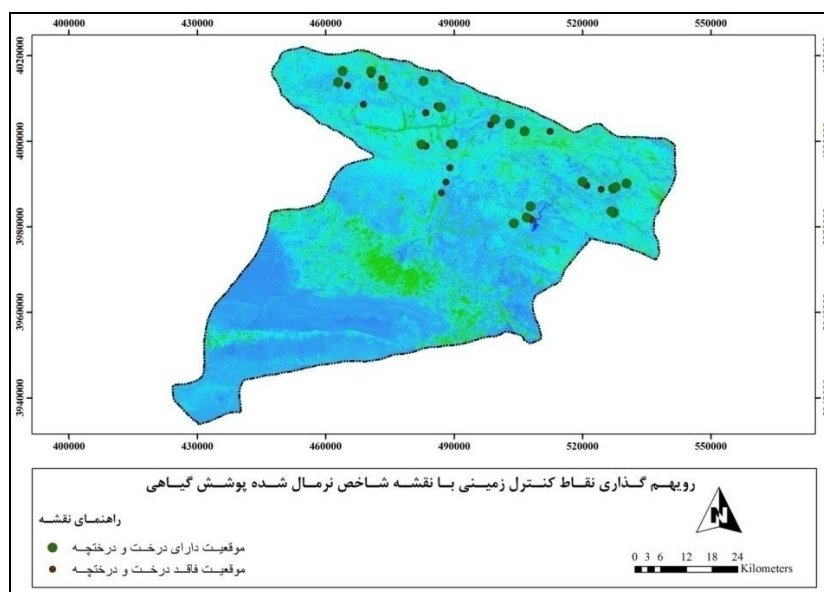 400000 430000 460000 490000 520000 550000
4020000
4000000
3980000
3960000
3940000
400000 430000 460000 490000 520000 550000
رویهم گذاری نقاط کنترل زمینی با نقشه شاخص نرمال شده پوشش گیاهی
راهنمای نقشه
موقعیت دارای درخت و درختچه
موقعیت فاقد درخت و درختچه
N
0 3 6 12 18 24
Kilometers